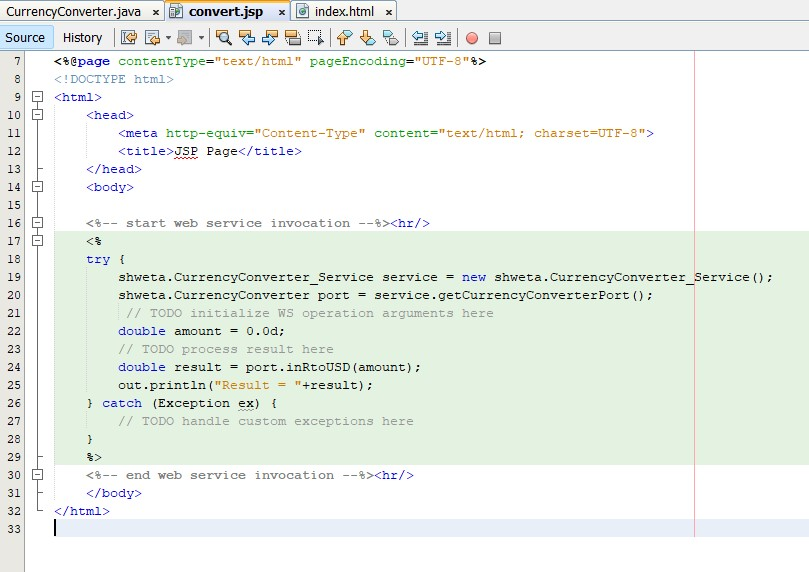 CurrencyConverter.java × convert.jsp × index.html ×
Source History
7 <%@page contentType="text/html" pageEncoding="UTF-8"%>
8 <!DOCTYPE html>
9 <html>
10 <head>
11 <meta http-equiv="Content-Type" content="text/html; charset=UTF-8">
12 <title>JSP Page</title>
13 </head>
14 <body>
15
16 <%-- start web service invocation --%><hr/>
17 <%
18 try {
19 shweta.CurrencyConverter_Service service = new shweta.CurrencyConverter_Service();
20 shweta.CurrencyConverter port = service.getCurrencyConverterPort();
21 // TODO initialize WS operation arguments here
22 double amount = 0.0d;
23 // TODO process result here
24 double result = port.inRtoUSD(amount);
25 out.println("Result = "+result);
26 } catch (Exception ex) {
27 // TODO handle custom exceptions here
28 }
29 %>
30 <%-- end web service invocation --%><hr/>
31 </body>
32 </html>
33